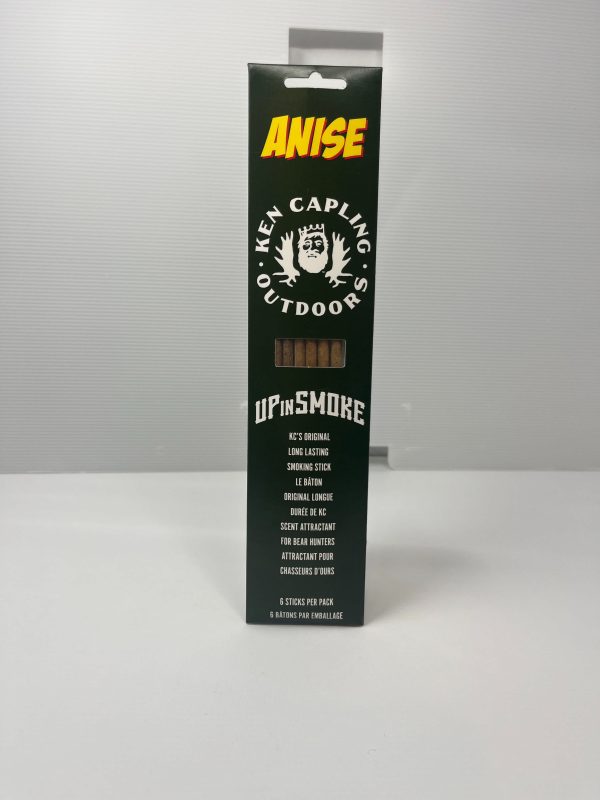 ANISE
KEN CAPLING
OUTDOORS
UP IN SMOKE
KC'S ORIGINAL
LONG LASTING
SMOKING STICK
LE BÂTON
ORIGINAL LONGUE
DURÉE DE KC
SCENT ATTRACTANT
FOR BEAR HUNTERS
ATTRACTANT POUR
CHASSEURS D'OURS
6 STICKS PER PACK
6 BÂTONS PAR EMBALLAGE